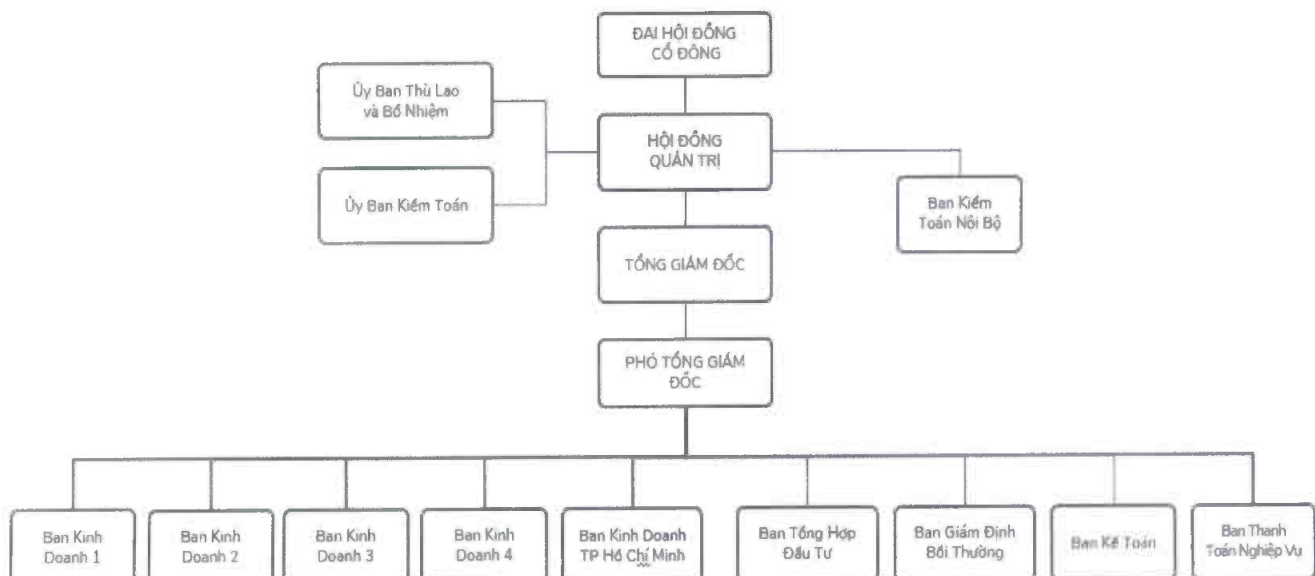 ĐAI HỘI ĐỒNG
CỔ ĐÔNG
Ủy Ban Thù Lao
và Bổ Nhiệm
HỘI ĐỒNG
QUẢN TRỊ
Ủy Ban Kiểm Toán
Ban Kiểm
Toán Nội Bộ
TỔNG GIÁM ĐỐC
PHÓ TỔNG GIÁM
ĐỐC
Ban Kinh
Doanh 1
Ban Kinh
Doanh 2
Ban Kinh
Doanh 3
Ban Kinh
Doanh 4
Ban Kinh Doanh
TP Hồ Chí Minh
Ban Tổng Hợp
Đầu Tư
Ban Giám Định
Bồi Thường
Ban Kế Toán
Ban Thanh
Toán Nghiệp Vụ